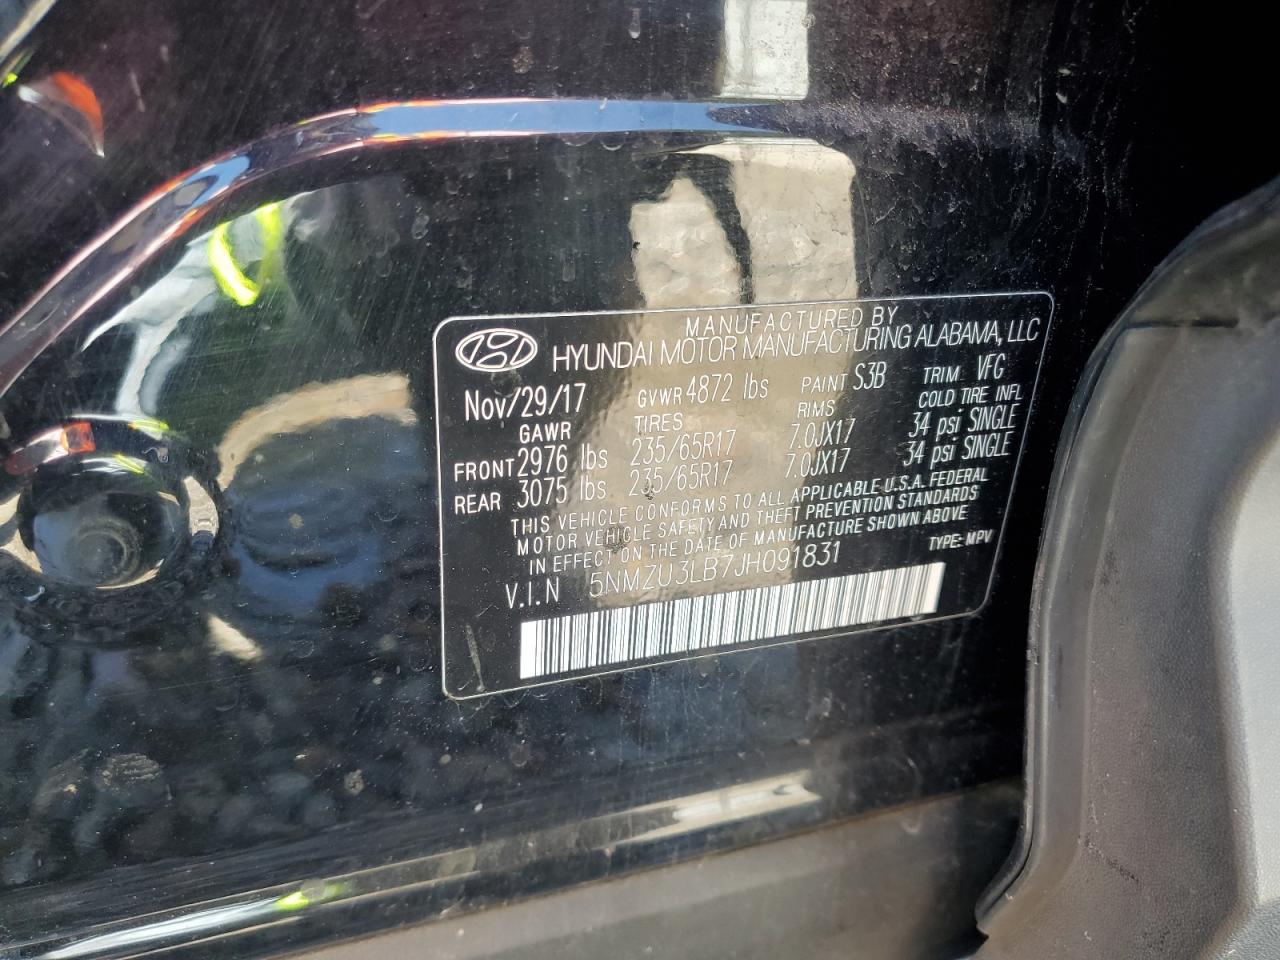 MANUFACTURED BY
HYUNDAI MOTOR MANUFACTURING ALABAMA, LLC
Nov/29/17 GVWR 4872 lbs PAINT S3B TRIM VFG
GAWR TIRES RIMS COLD TIRE INFL
FRONT 2976 lbs 235/65R17 7.0JX17 34 psi SINGLE
REAR 3075 lbs 235/65R17 7.0JX17 34 psi SINGLE
THIS VEHICLE CONFORMS TO ALL APPLICABLE U.S.A. FEDERAL
MOTOR VEHICLE SAFETY AND THEFT PREVENTION STANDARDS
IN EFFECT ON THE DATE OF MANUFACTURE SHOWN ABOVE
V.I.N 5NMZU3LB7JH091831 TYPE: MPV